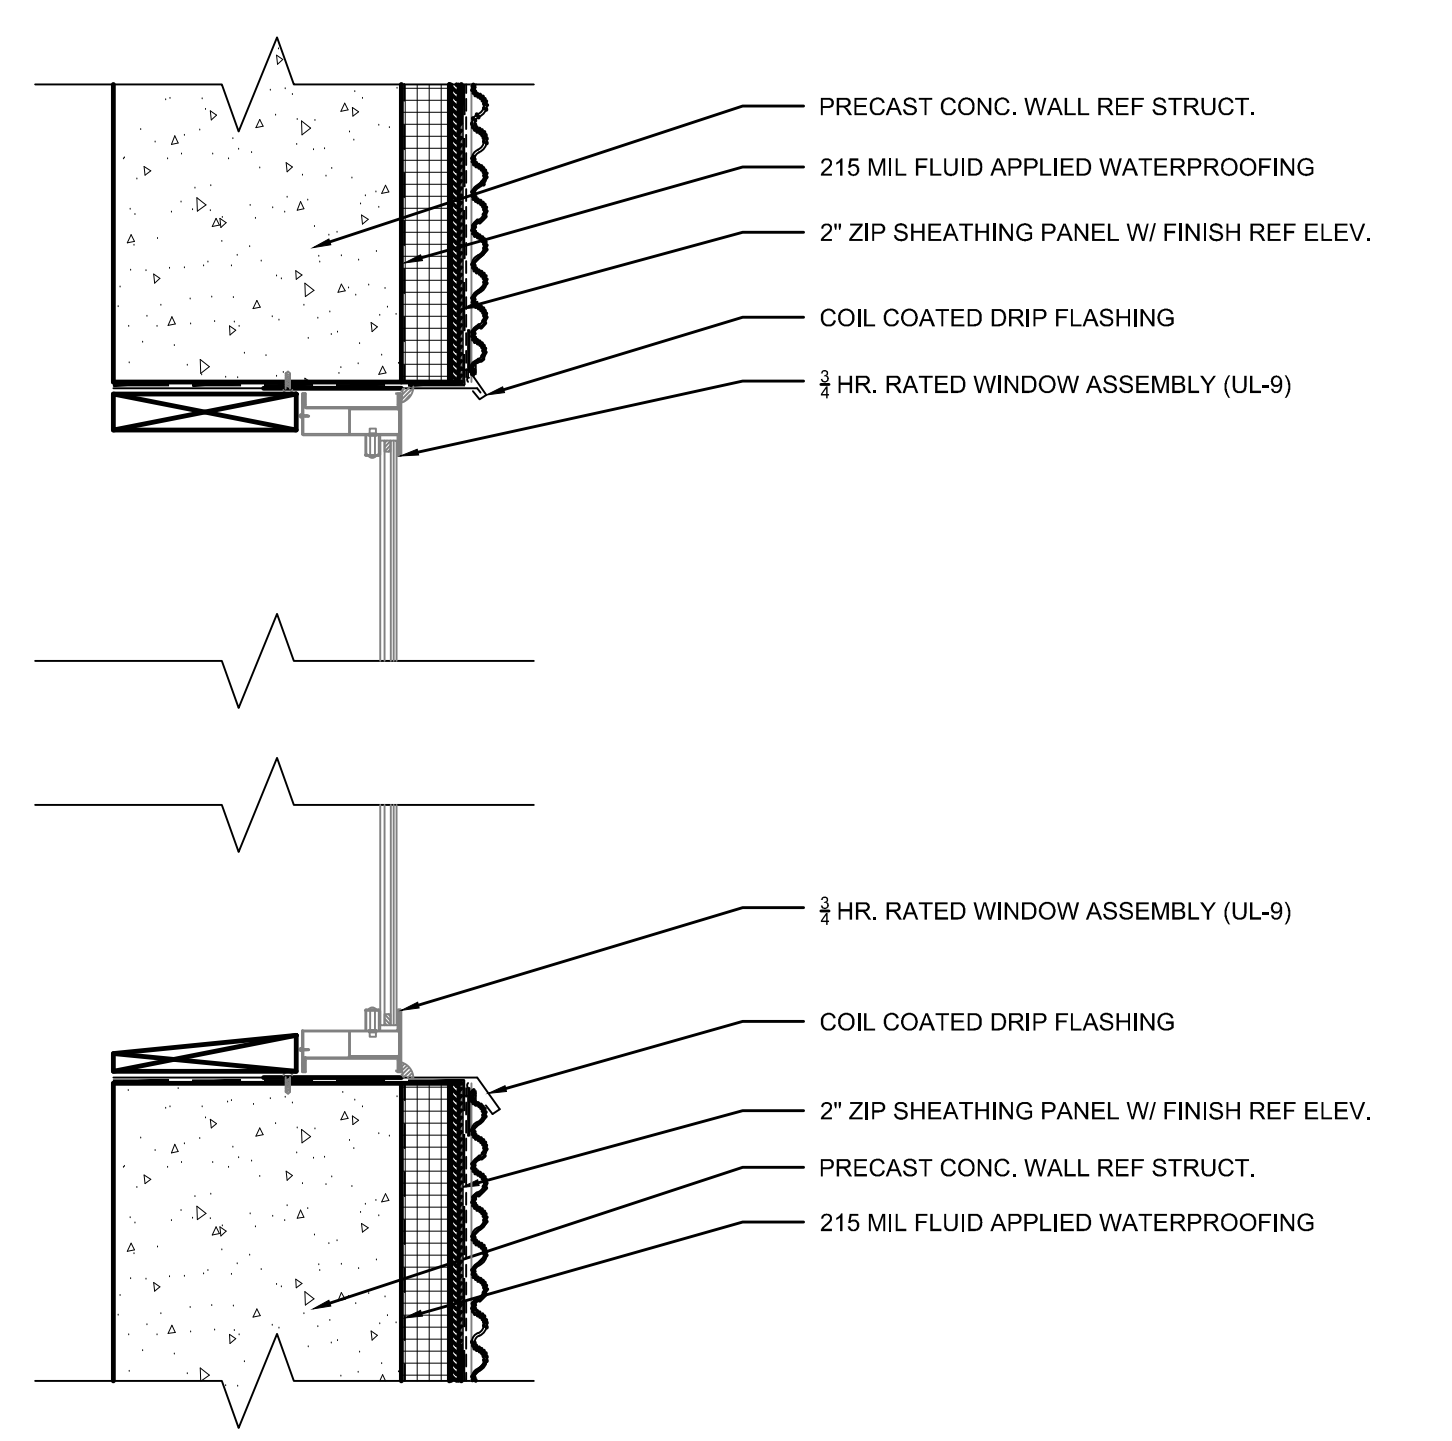 PRECAST CONC. WALL REF STRUCT.
215 MIL FLUID APPLIED WATERPROOFING
2" ZIP SHEATHING PANEL W/ FINISH REF ELEV.
COIL COATED DRIP FLASHING
3/4 HR. RATED WINDOW ASSEMBLY (UL-9)
3/4 HR. RATED WINDOW ASSEMBLY (UL-9)
COIL COATED DRIP FLASHING
2" ZIP SHEATHING PANEL W/ FINISH REF ELEV.
PRECAST CONC. WALL REF STRUCT.
215 MIL FLUID APPLIED WATERPROOFING